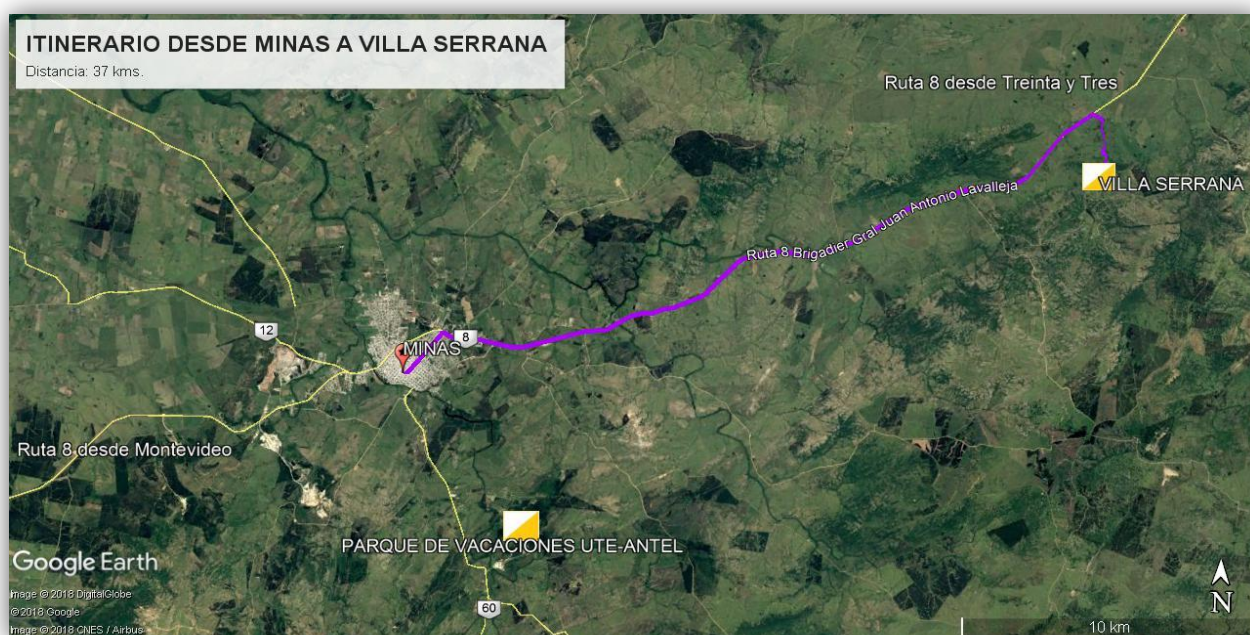 ITINERARIO DESDE MINAS A VILLA SERRANA
Distancia: 37 kms.
Ruta 8 desde Treinta y Tres
VILLA SERRANA
Ruta 8 Brigadier Gral Juan Antonio Lavalleja
12
8
MINAS
Ruta 8 desde Montevideo
PARQUE DE VACACIONES UTE-ANTEL
Google Earth
Image © 2018 DigitalGlobe
© 2018 Google
Image © 2018 CNES / Airbus
60
N
10 km